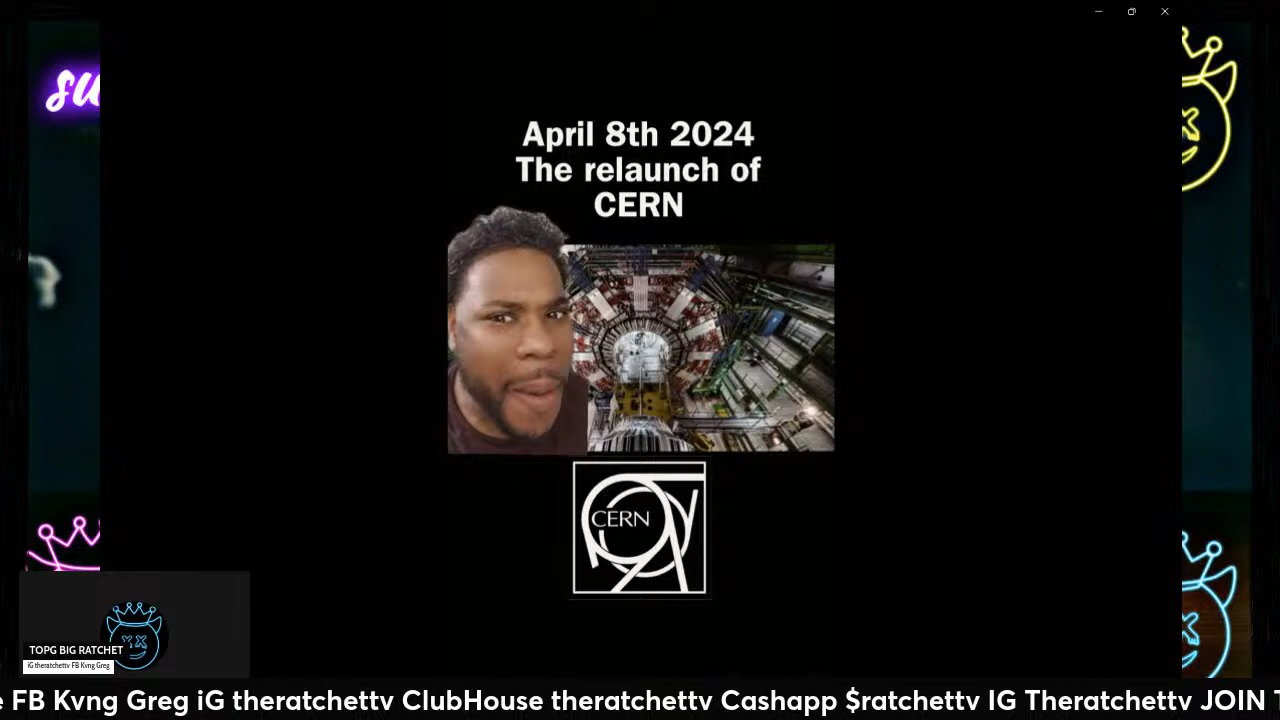 su
April 8th 2024
The relaunch of
CERN
CERN
TOPG BIG RATCHET
iG theratchettv FB Kvng Greg
e FB Kvng Greg iG theratchettv ClubHouse theratchettv Cashapp $ratchettv IG Theratchettv JOIN T